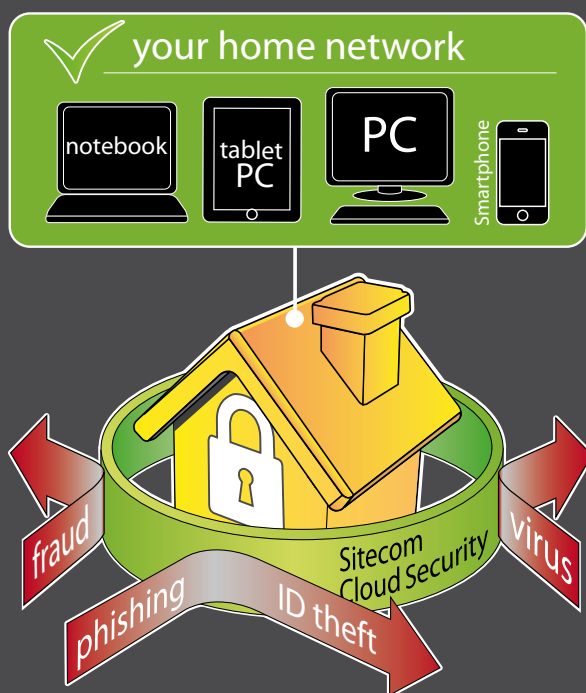 your home network
notebook
tablet
PC
PC
Smartphone
fraud
phishing
ID theft
Sitecom
Cloud Security
virus